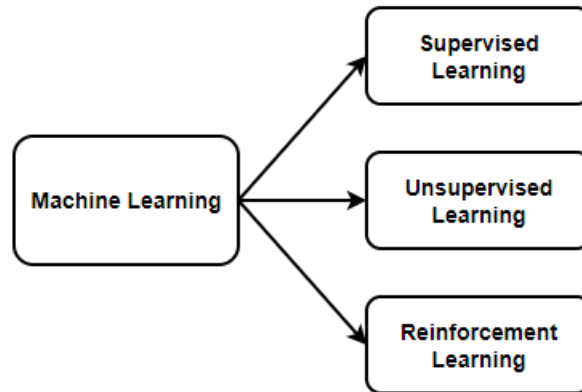 Machine Learning
Supervised
Learning
Unsupervised
Learning
Reinforcement
Learning